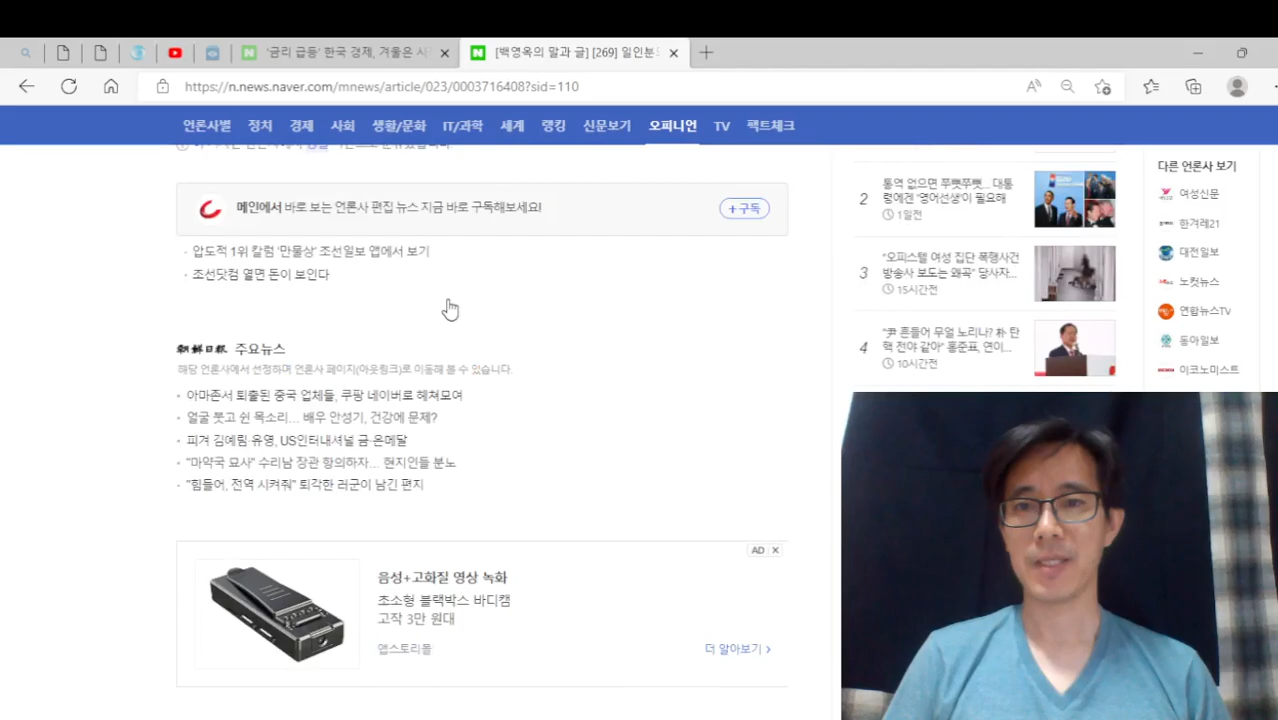 '금리 급등' 한국 경제, 겨울은 사
[백영옥의 말과 글] [269] 일인분의
https://n.news.naver.com/mnews/article/023/0003716408?sid=110
언론사별 정치 경제 사회 생활/문화 IT/과학 세계 랭킹 신문보기 오피니언 TV 팩트체크
메인에서 바로 보는 언론사 편집 뉴스 지금 바로 구독해보세요!
+ 구독
· 압도적 1위 칼럼 '만물상' 조선일보 앱에서 보기
· 조선닷컴 열면 돈이 보인다
朝鮮日報 주요뉴스
해당 언론사에서 선정하며 언론사 페이지(아웃링크)로 이동해 볼 수 있습니다.
· 아마존서 퇴출된 중국 업체들, 쿠팡 네이버로 헤쳐모여
· 얼굴 붓고 쉰 목소리... 배우 안성기, 건강에 문제?
· 피겨 김예림·유영, US인터내셔널 금·은메달
· "마약국 묘사" 수리남 장관 항의하자... 현지인들 분노
· "힘들어, 전역 시켜줘" 퇴각한 러군이 남긴 편지
AD
음성+고화질 영상 녹화
초소형 블랙박스 바디캠
고작 3만 원대
앱스토리몰
더 알아보기 >
2
통역 없으면 쭈뼛쭈뼛... 대통
령에겐 "영어선생"이 필요해
1일전
3
"오피스텔 여성 집단 폭행사건
방송사 보도는 왜곡" 당사자...
15시간전
4
"尹 흔들어 무얼 노리나? 朴 탄
핵 전야 같아" 홍준표, 연이...
10시간전
다른 언론사 보기
여성신문
한겨레21
대전일보
노컷뉴스
연합뉴스TV
동아일보
이코노미스트